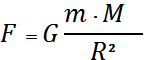 F = G m · M / R²